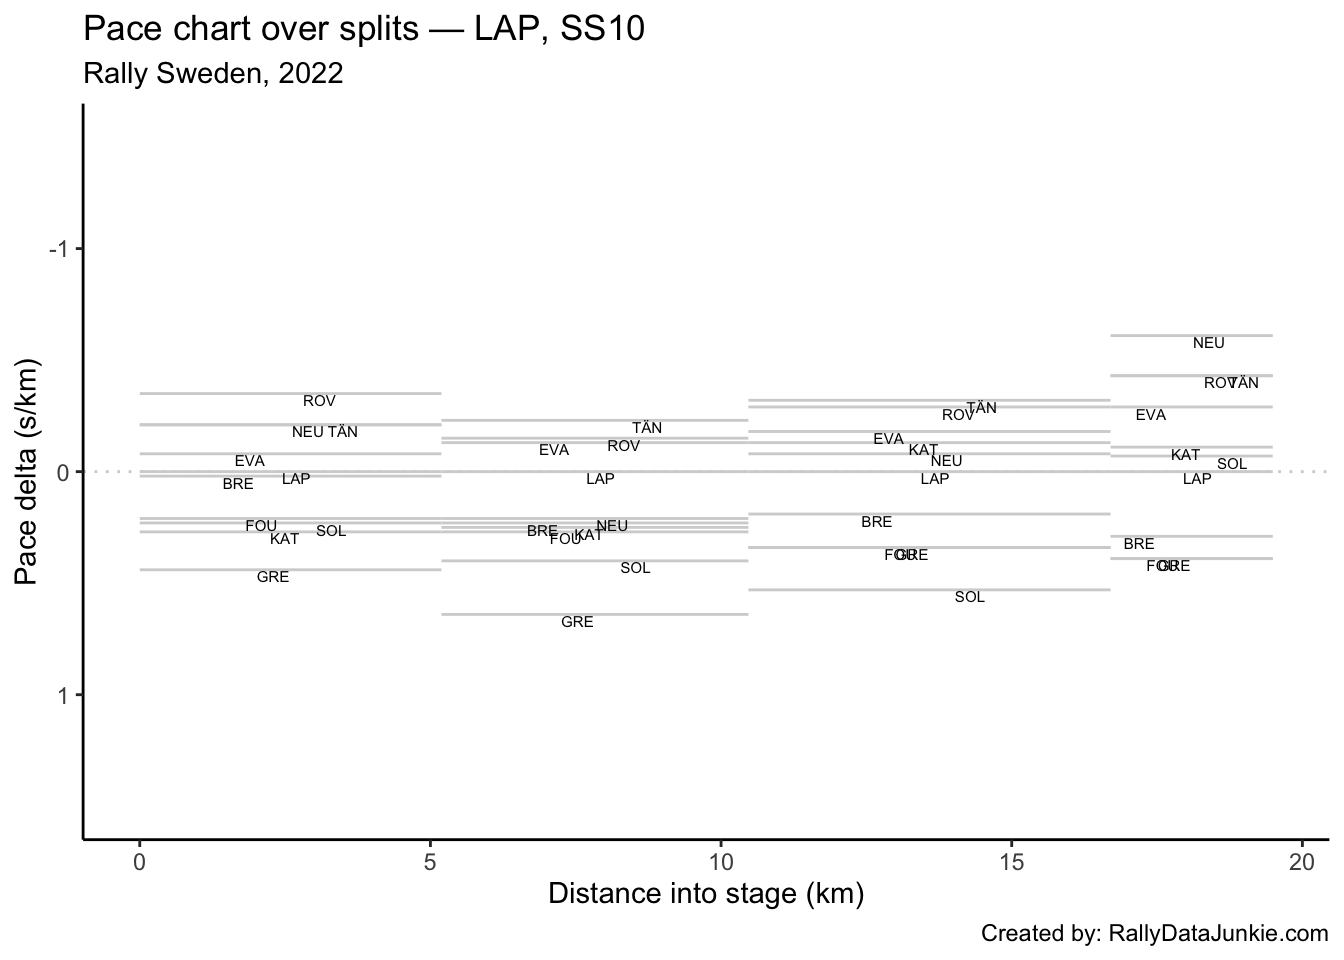 Pace chart over splits — LAP, SS10
Rally Sweden, 2022
Pace delta (s/km)
-1
0
1
NEU
ROV TÄN
EVA
KAT
SOL
LAP
BRE
FOU GRE
ROV
NEU TÄN
EVA
LAP
BRE
FOU SOL
KAT
GRE
TÄN
ROV
EVA
LAP
BRE NEU
FOU KAT
SOL
GRE
TÄN
ROV
EVA
KAT
NEU
LAP
BRE
FOU GRE
SOL
0 5 10 15 20
Distance into stage (km)
Created by: RallyDataJunkie.com